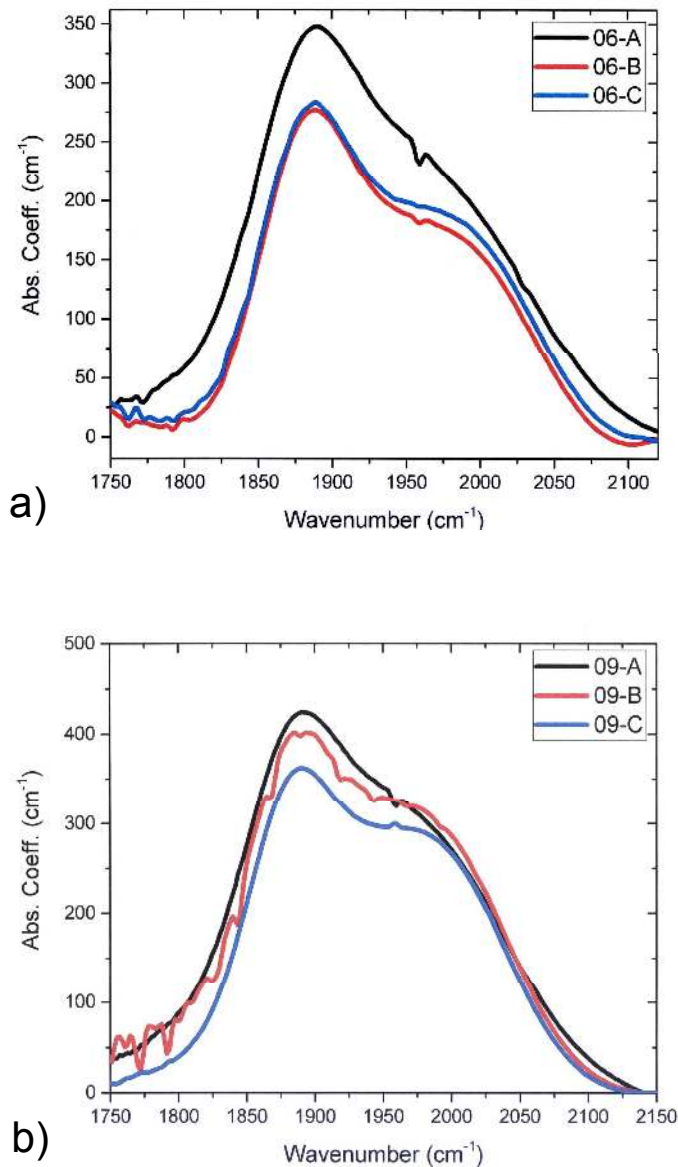 350
300
250
200
150
100
50
0
Abs. Coeff. (cm⁻¹)
06-A
06-B
06-C
1750 1800 1850 1900 1950 2000 2050 2100
Wavenumber (cm⁻¹)
a)
500
400
300
200
100
0
Abs. Coeff. (cm⁻¹)
09-A
09-B
09-C
1750 1800 1850 1900 1950 2000 2050 2100 2150
Wavenumber (cm⁻¹)
b)